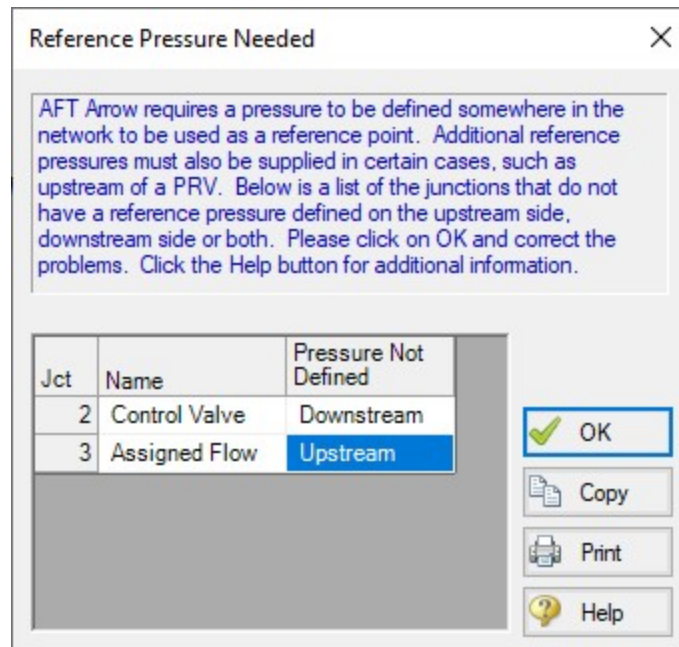 Reference Pressure Needed
AFT Arrow requires a pressure to be defined somewhere in the
network to be used as a reference point. Additional reference
pressures must also be supplied in certain cases, such as
upstream of a PRV. Below is a list of the junctions that do not
have a reference pressure defined on the upstream side,
downstream side or both. Please click on OK and correct the
problems. Click the Help button for additional information.
Jct Name Pressure Not Defined
2 Control Valve Downstream
3 Assigned Flow Upstream
OK
Copy
Print
Help